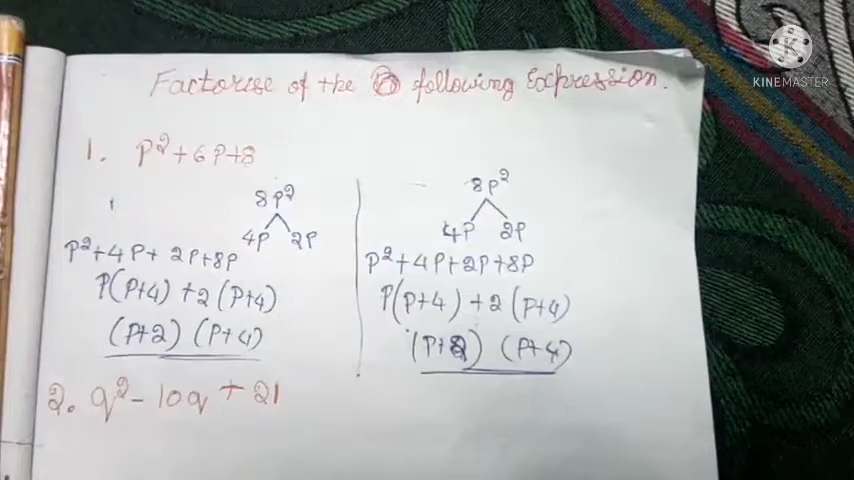 KINEMASTER
Factorise of the following Expression.
1. p²+6p+8
8p²
4p 2p
p²+4p+2p+8p
p(p+4)+2(p+4)
(p+2)(p+4)
8p²
4p 2p
p²+4p+2p+8p
p(p+4)+2(p+4)
(p+2)(p+4)
2. q²-10q+21